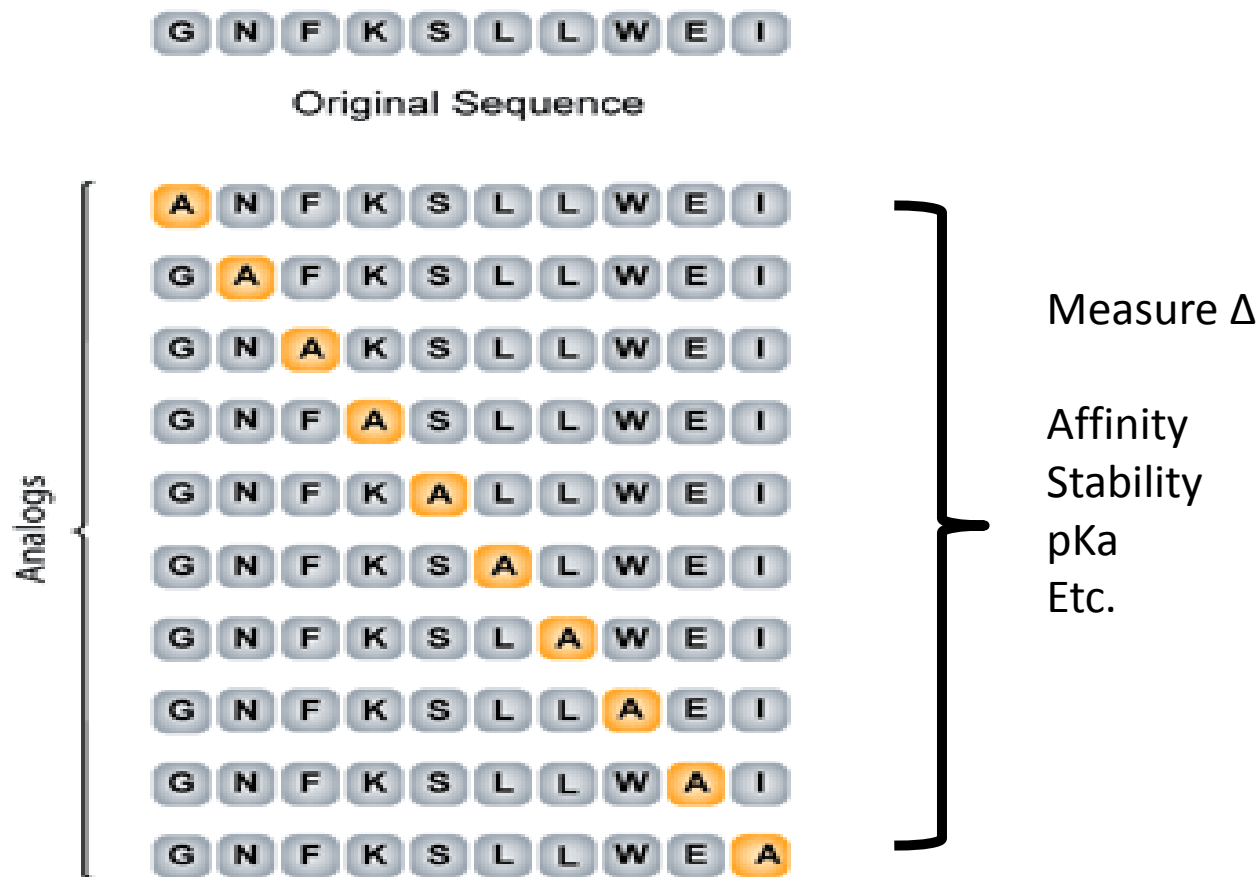 G N F K S L L W E I
Original Sequence
A N F K S L L W E I
G A F K S L L W E I
G N A K S L L W E I
G N F A S L L W E I
G N F K A L L W E I
G N F K S A L W E I
G N F K S L A W E I
G N F K S L L A E I
G N F K S L L W A I
G N F K S L L W E A
Analogs
Measure Δ
Affinity
Stability
pKa
Etc.